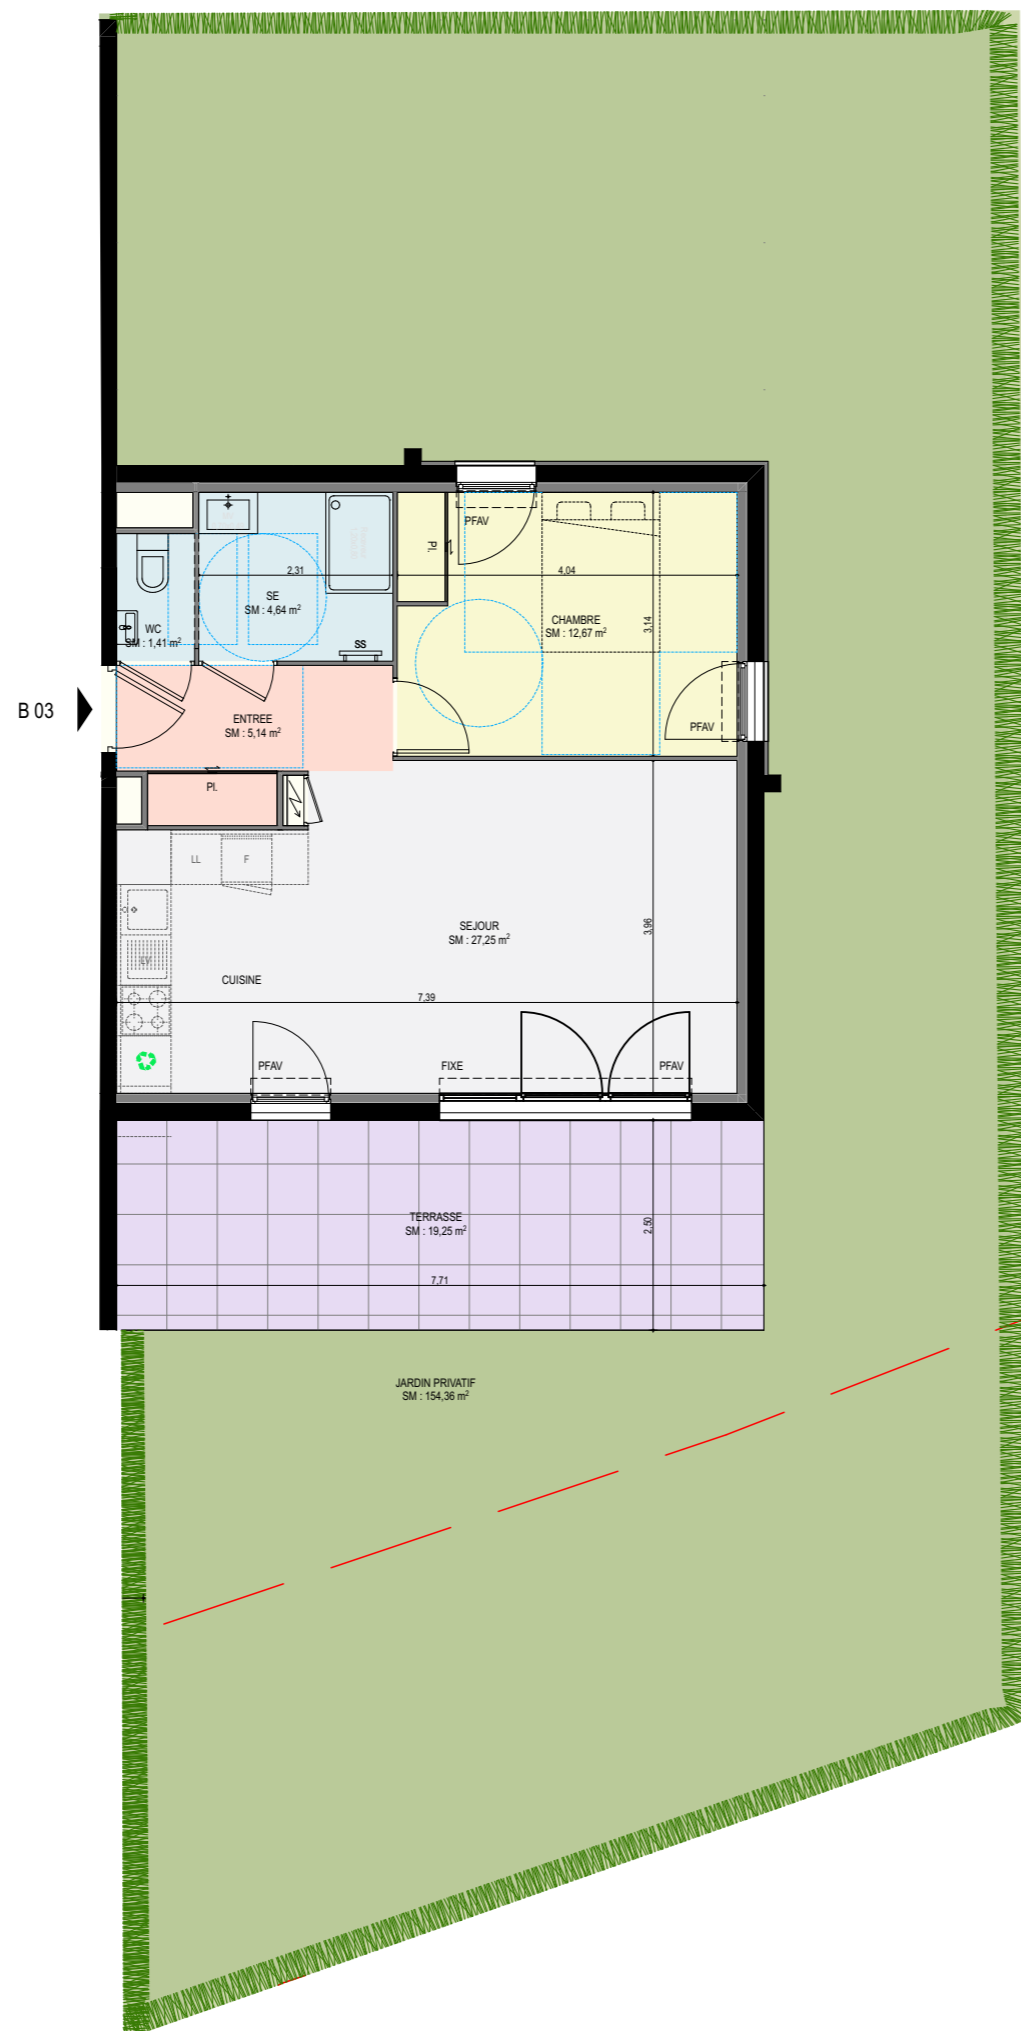 PFAV
Pl.
2,31
4,04
SE
SM : 4,64 m²
CHAMBRE
SM : 12,67 m²
3,14
WC
SM : 1,41 m²
SS
B 03
ENTREE
SM : 5,14 m²
PFAV
Pl.
LL
F
SEJOUR
SM : 27,25 m²
3,96
LV
CUISINE
7,39
PFAV
FIXE
PFAV
TERRASSE
SM : 19,25 m²
2,50
7,71
JARDIN PRIVATIF
SM : 154,36 m²